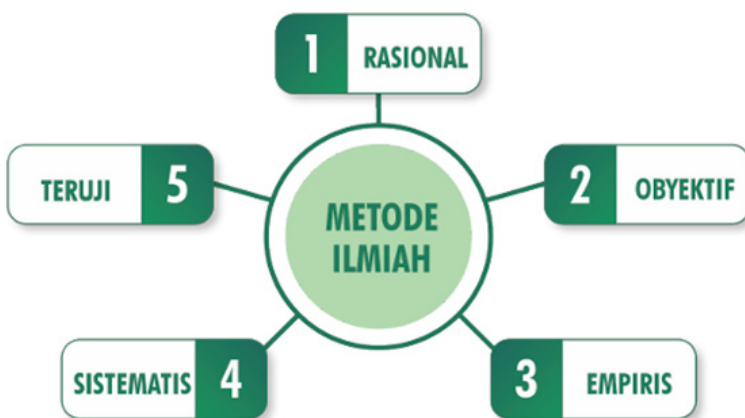 1 RASIONAL
2 OBYEKTIF
3 EMPIRIS
SISTEMATIS 4
TERUJI 5
METODE
ILMIAH